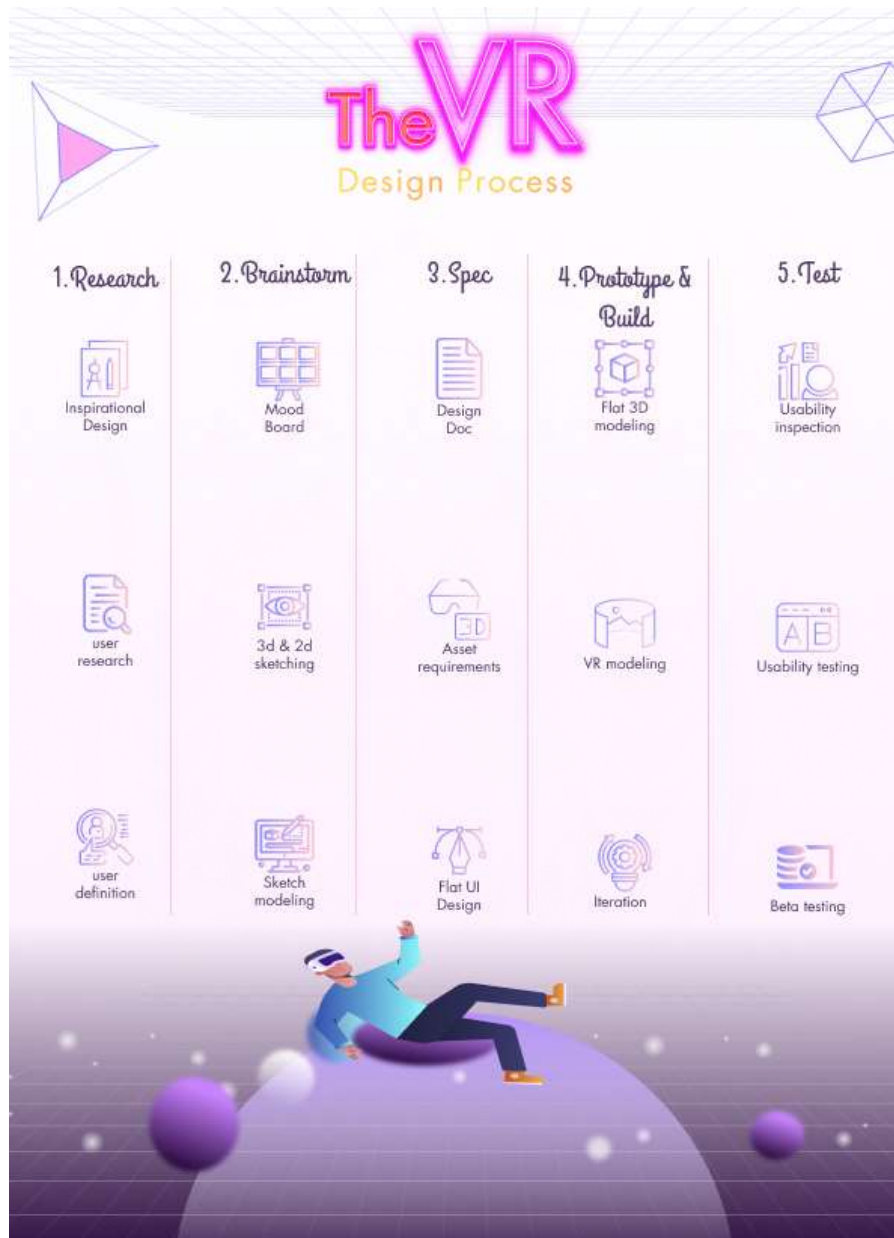 The VR
Design Process
1. Research
Inspirational
Design
user
research
user
definition
2. Brainstorm
Mood
Board
3d & 2d
sketching
Sketch
modeling
3. Spec
Design
Doc
3D
Asset
requirements
Flat UI
Design
4. Prototype &
Build
Flat 3D
modeling
VR modeling
Iteration
5. Test
Usability
inspection
A B
Usability testing
Beta testing